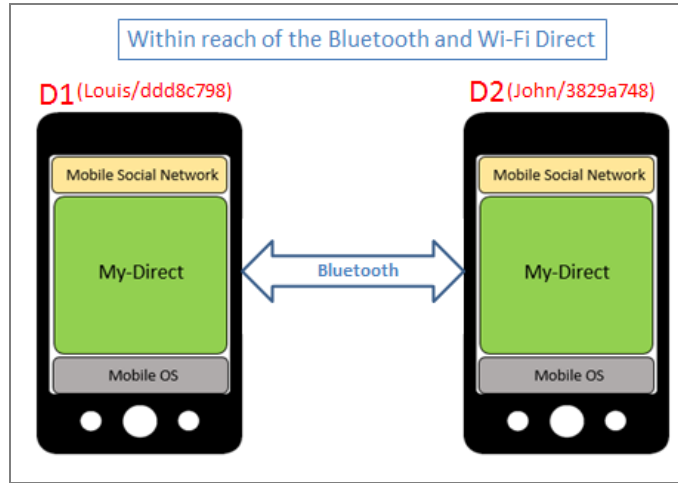 Within reach of the Bluetooth and Wi-Fi Direct
D1(Louis/ddd8c798)
D2(John/3829a748)
Mobile Social Network
Mobile Social Network
My-Direct
Bluetooth
My-Direct
Mobile OS
Mobile OS